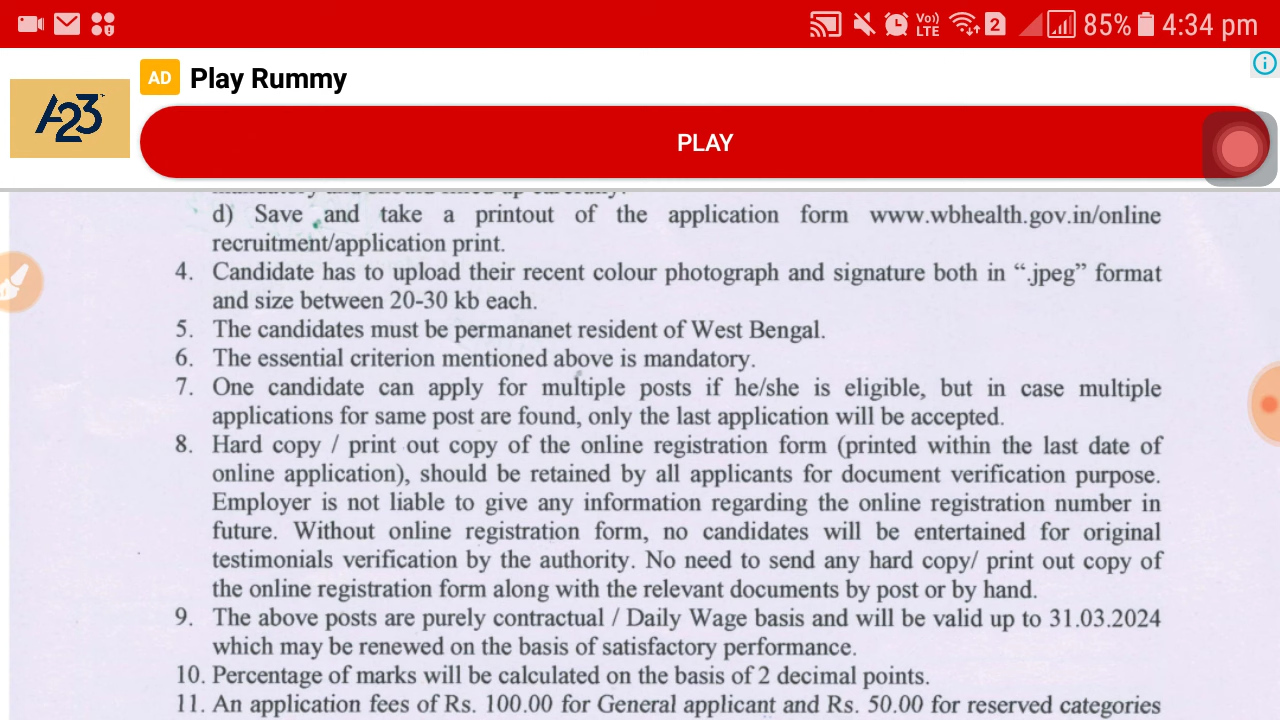 Vo)) LTE 2 85% 4:34 pm
A23
AD Play Rummy
PLAY
d) Save and take a printout of the application form www.wbhealth.gov.in/online
recruitment/application print.
4. Candidate has to upload their recent colour photograph and signature both in “.jpeg” format
and size between 20-30 kb each.
5. The candidates must be permananet resident of West Bengal.
6. The essential criterion mentioned above is mandatory.
7. One candidate can apply for multiple posts if he/she is eligible, but in case multiple
applications for same post are found, only the last application will be accepted.
8. Hard copy / print out copy of the online registration form (printed within the last date of
online application), should be retained by all applicants for document verification purpose.
Employer is not liable to give any information regarding the online registration number in
future. Without online registration form, no candidates will be entertained for original
testimonials verification by the authority. No need to send any hard copy/ print out copy of
the online registration form along with the relevant documents by post or by hand.
9. The above posts are purely contractual / Daily Wage basis and will be valid up to 31.03.2024
which may be renewed on the basis of satisfactory performance.
10. Percentage of marks will be calculated on the basis of 2 decimal points.
11. An application fees of Rs. 100.00 for General applicant and Rs. 50.00 for reserved categories